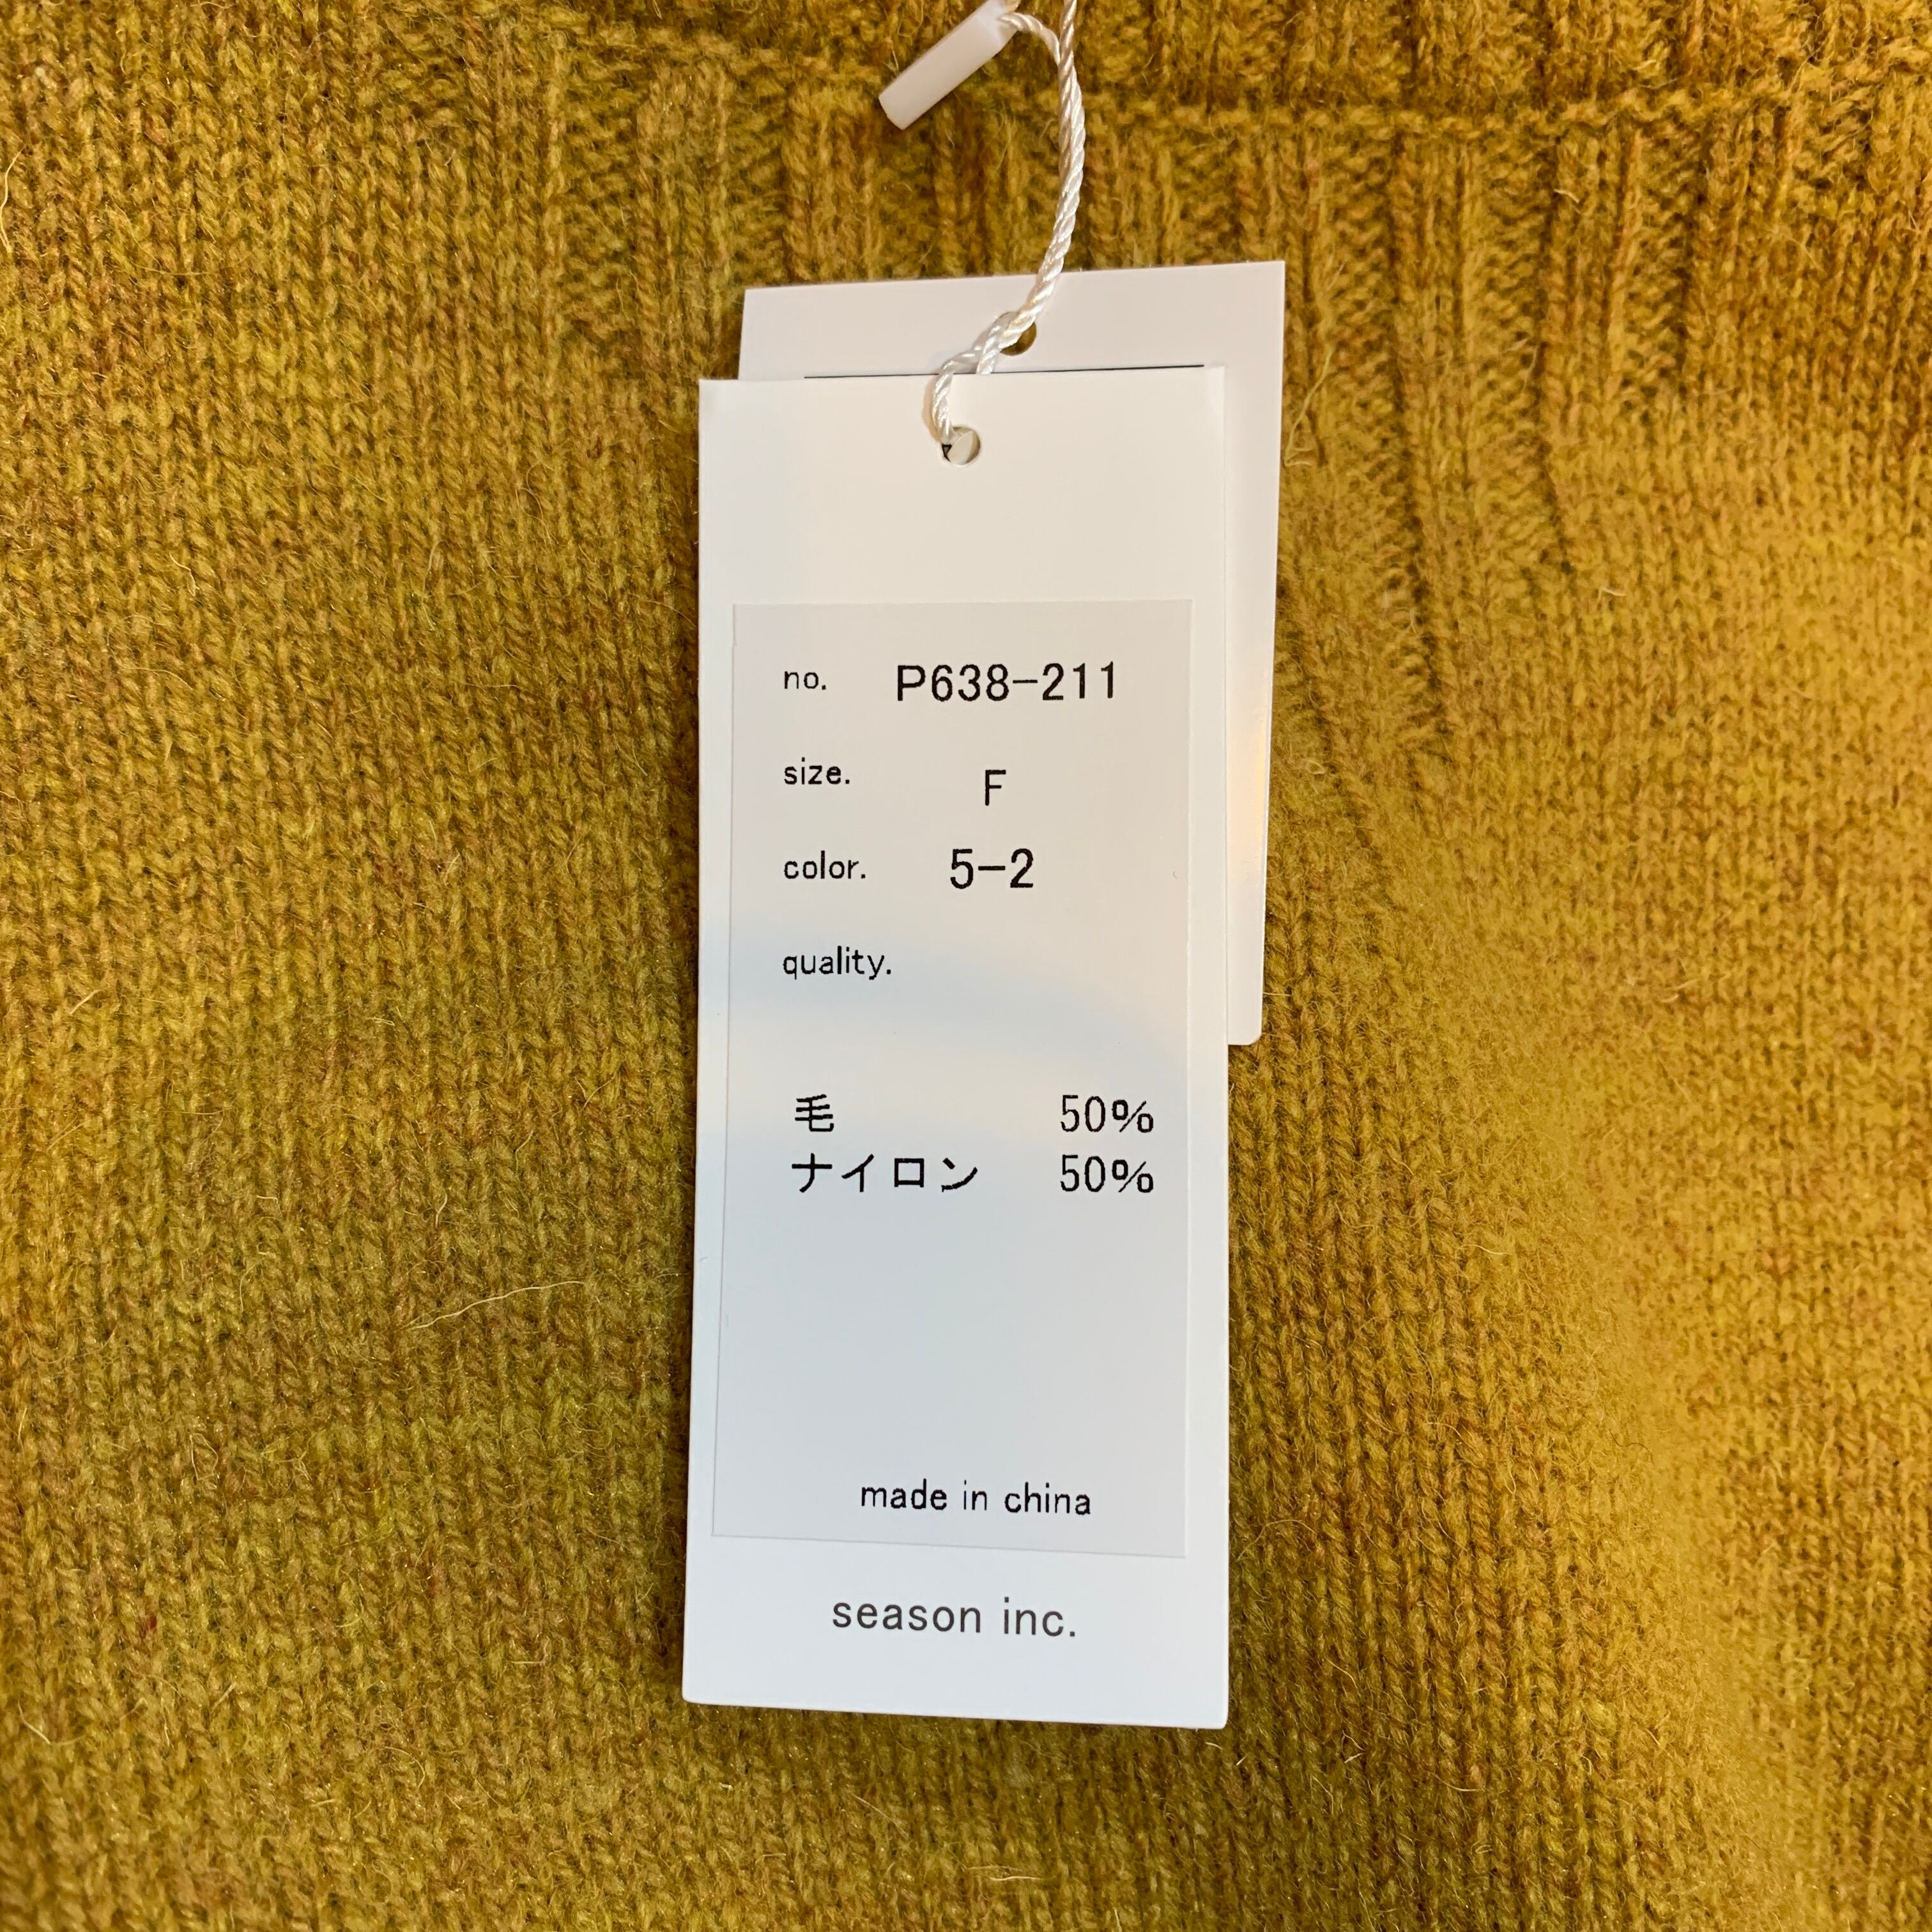 no. P638-211
size. F
color. 5-2
quality.
毛 50%
ナイロン 50%
made in china
season inc.